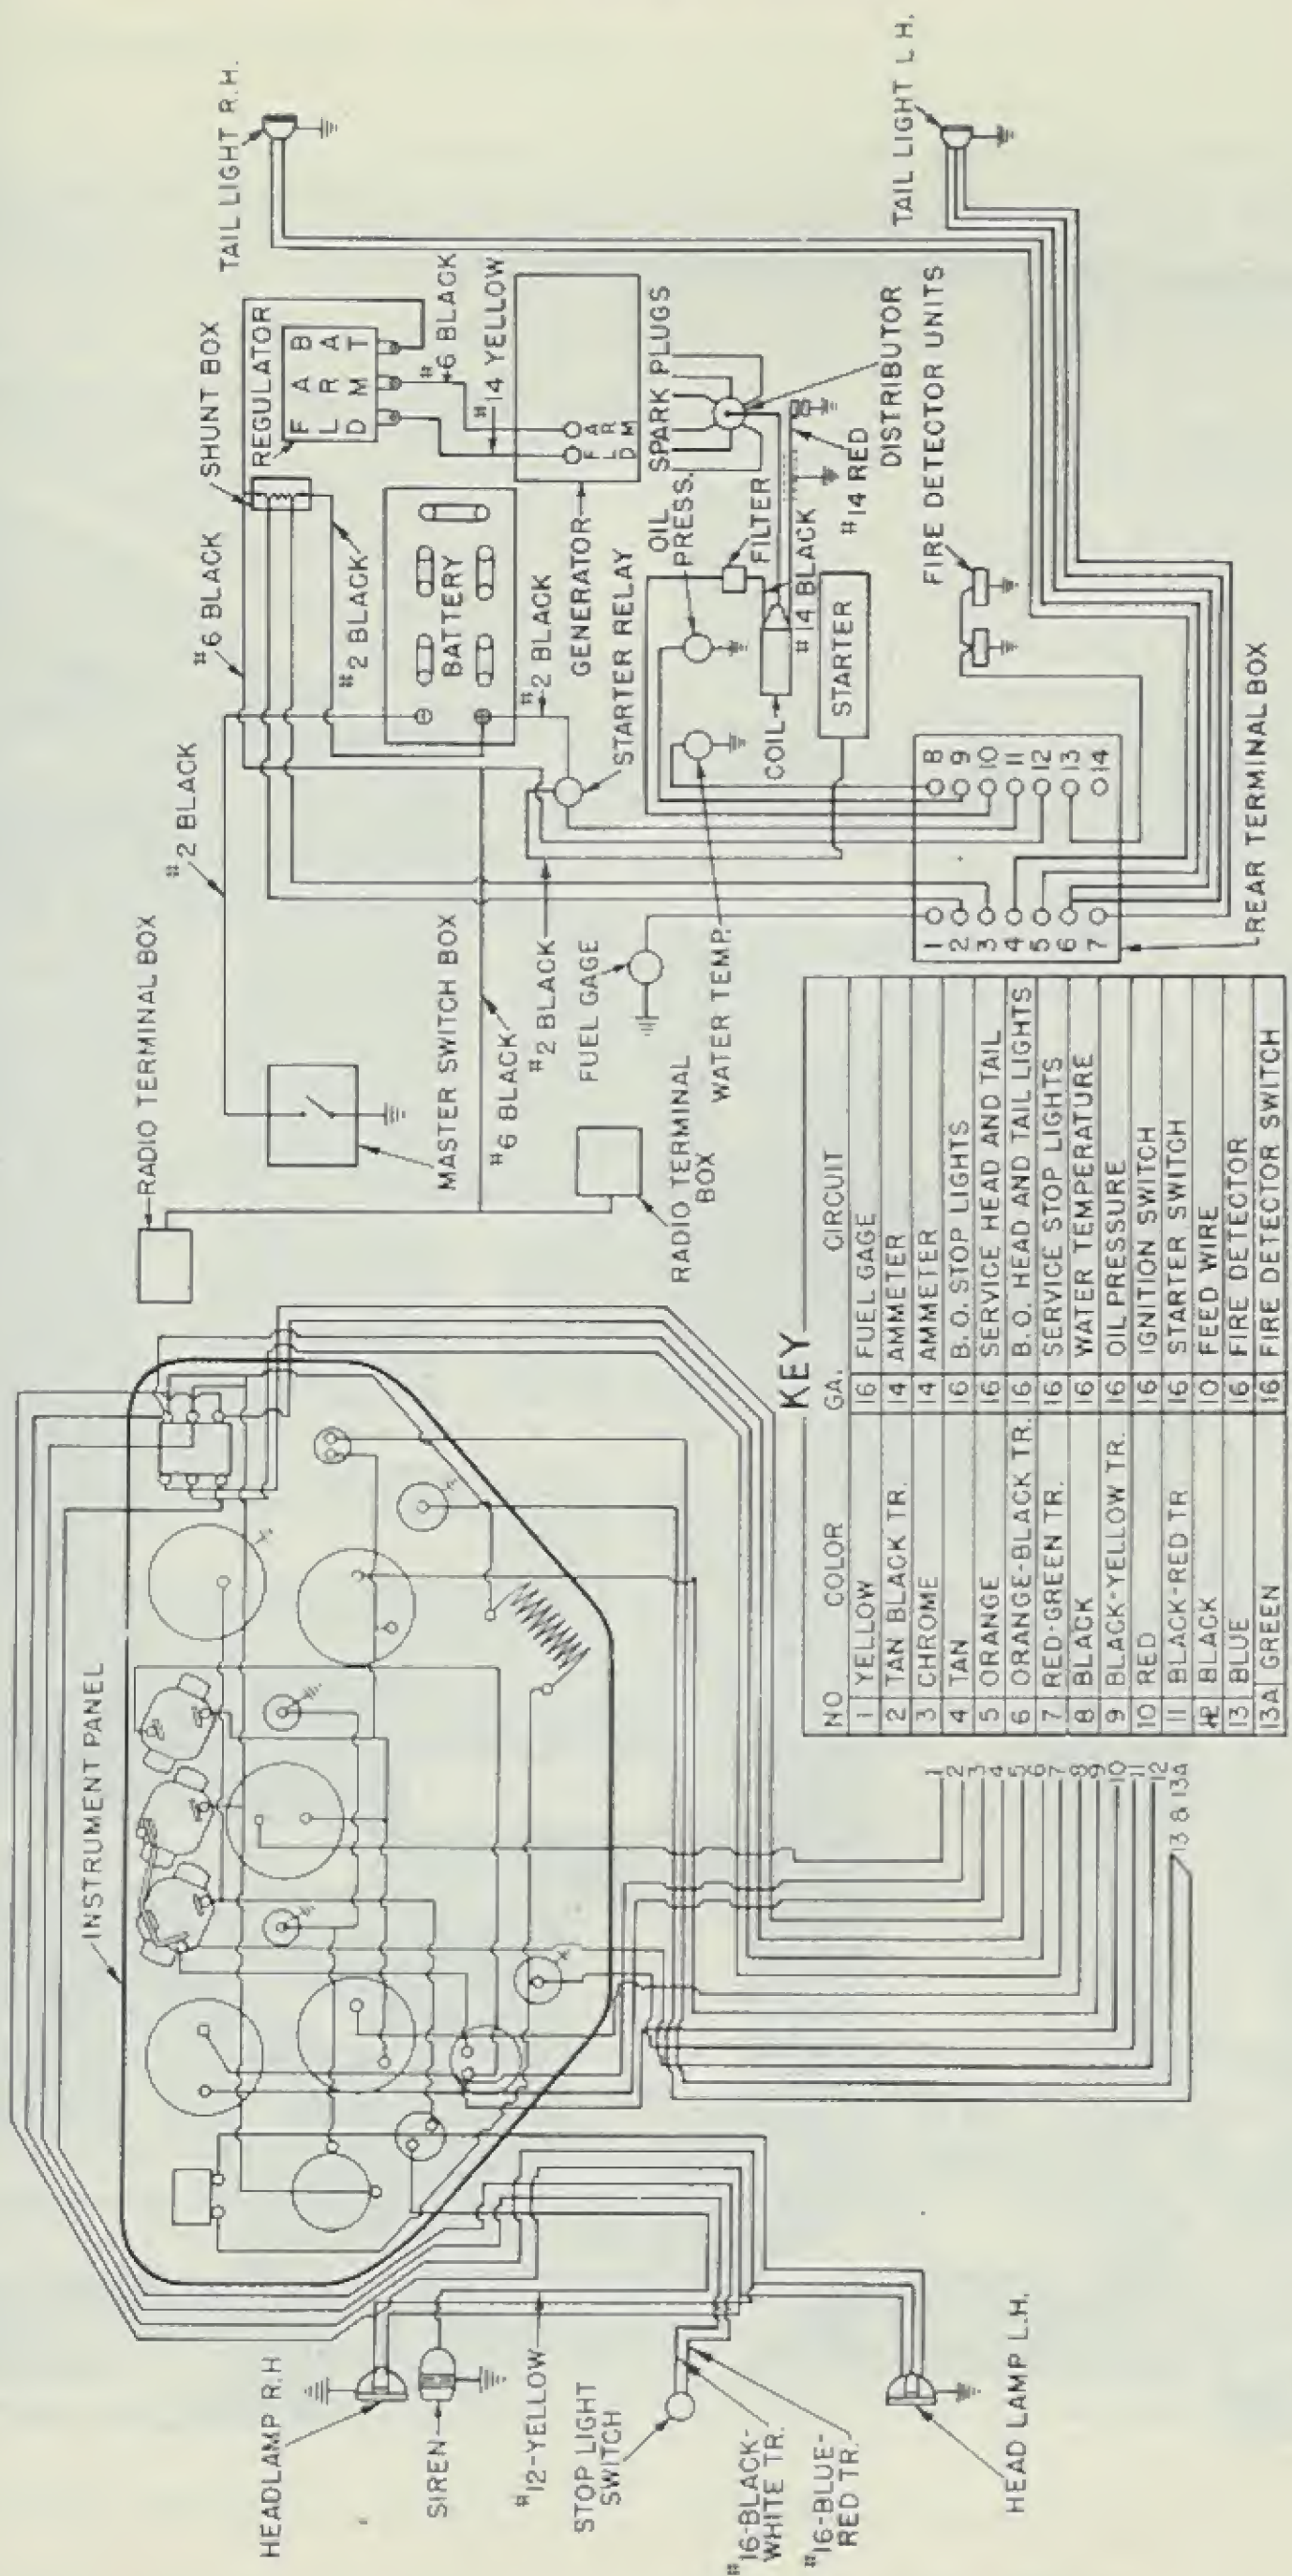 HEADLAMP R.H
SIREN
#12-YELLOW
STOP LIGHT
SWITCH
#16-BLACK-
WHITE TR.
#16-BLUE-
RED TR.
HEAD LAMP L.H.
INSTRUMENT PANEL
1
2
3
4
5
6
7
8
9
10
11
12
13 & 13A
RADIO TERMINAL BOX
MASTER SWITCH BOX
#6 BLACK
#2 BLACK
FUEL GAGE
RADIO TERMINAL
BOX
WATER TEMP.
#2 BLACK
#6 BLACK
SHUNT BOX
REGULATOR
F A B
L R A
D M T
TAIL LIGHT R.H.
#2 BLACK
BATTERY
#6 BLACK
#14 YELLOW
#2 BLACK
GENERATOR
STARTER RELAY
F A
L R
D M
OIL
PRESS.
SPARK PLUGS
FILTER
COIL
#14 BLACK
#14 RED
DISTRIBUTOR
STARTER
FIRE DETECTOR UNITS
TAIL LIGHT L.H.
1 8
2 9
3 10
4 11
5 12
6 13
7 14
REAR TERMINAL BOX
KEY
NO COLOR GA. CIRCUIT
1 YELLOW 16 FUEL GAGE
2 TAN BLACK TR. 14 AMMETER
3 CHROME 14 AMMETER
4 TAN 16 B.O. STOP LIGHTS
5 ORANGE 16 SERVICE HEAD AND TAIL
6 ORANGE-BLACK TR. 16 B.O. HEAD AND TAIL LIGHTS
7 RED-GREEN TR. 16 SERVICE STOP LIGHTS
8 BLACK 16 WATER TEMPERATURE
9 BLACK-YELLOW TR. 16 OIL PRESSURE
10 RED 16 IGNITION SWITCH
11 BLACK-RED TR 16 STARTER SWITCH
12 BLACK 10 FEED WIRE
13 BLUE 16 FIRE DETECTOR
13A GREEN 16 FIRE DETECTOR SWITCH